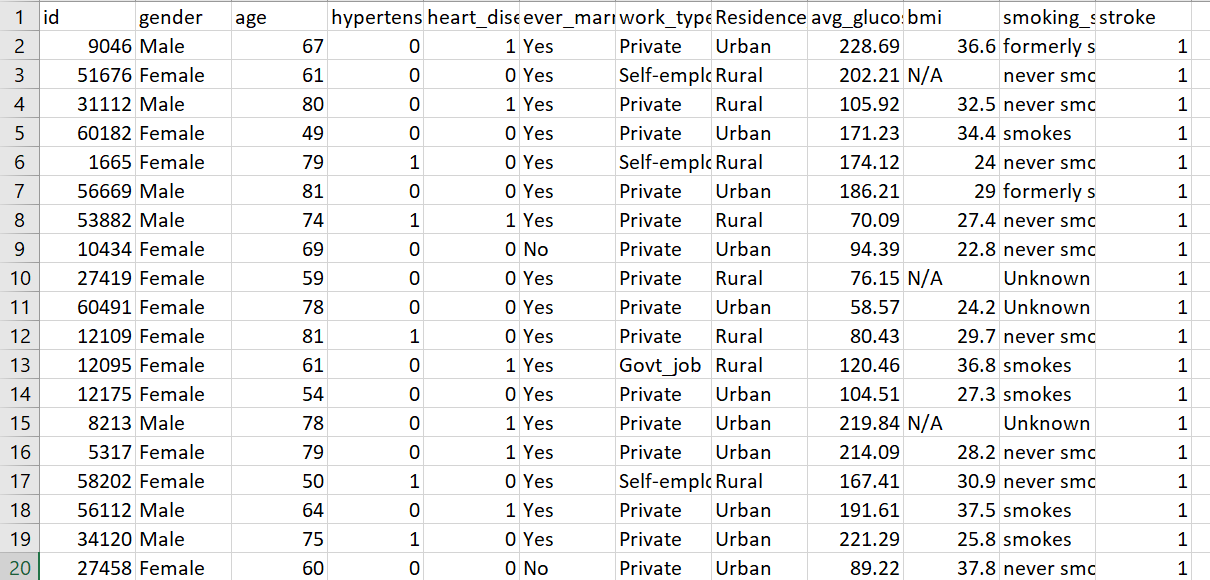 1 id gender age hypertens heart_dise ever_marr work_type Residence avg_gluco bmi smoking_s stroke
2 9046 Male 67 0 1 Yes Private Urban 228.69 36.6 formerly s 1
3 51676 Female 61 0 0 Yes Self-emplo Rural 202.21 N/A never smo 1
4 31112 Male 80 0 1 Yes Private Rural 105.92 32.5 never smo 1
5 60182 Female 49 0 0 Yes Private Urban 171.23 34.4 smokes 1
6 1665 Female 79 1 0 Yes Self-emplo Rural 174.12 24 never smo 1
7 56669 Male 81 0 0 Yes Private Urban 186.21 29 formerly s 1
8 53882 Male 74 1 1 Yes Private Rural 70.09 27.4 never smo 1
9 10434 Female 69 0 0 No Private Urban 94.39 22.8 never smo 1
10 27419 Female 59 0 0 Yes Private Rural 76.15 N/A Unknown 1
11 60491 Female 78 0 0 Yes Private Urban 58.57 24.2 Unknown 1
12 12109 Female 81 1 0 Yes Private Rural 80.43 29.7 never smo 1
13 12095 Female 61 0 1 Yes Govt_job Rural 120.46 36.8 smokes 1
14 12175 Female 54 0 0 Yes Private Urban 104.51 27.3 smokes 1
15 8213 Male 78 0 1 Yes Private Urban 219.84 N/A Unknown 1
16 5317 Female 79 0 1 Yes Private Urban 214.09 28.2 never smo 1
17 58202 Female 50 1 0 Yes Self-emplo Rural 167.41 30.9 never smo 1
18 56112 Male 64 0 1 Yes Private Urban 191.61 37.5 smokes 1
19 34120 Male 75 1 0 Yes Private Urban 221.29 25.8 smokes 1
20 27458 Female 60 0 0 No Private Urban 89.22 37.8 never smo 1